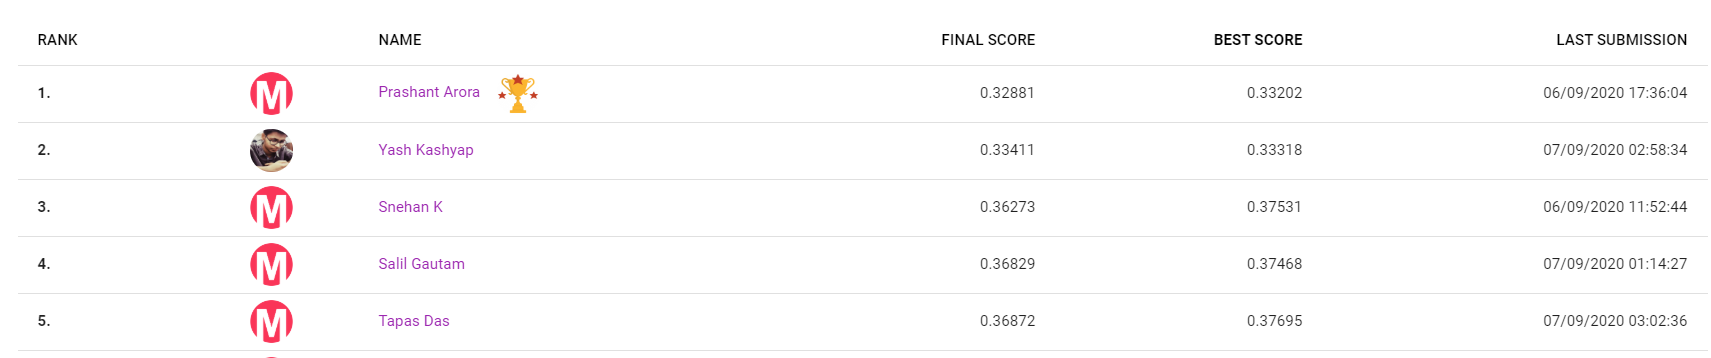 RANK NAME FINAL SCORE BEST SCORE LAST SUBMISSION
1. M Prashant Arora 0.32881 0.33202 06/09/2020 17:36:04
2. Yash Kashyap 0.33411 0.33318 07/09/2020 02:58:34
3. M Snehan K 0.36273 0.37531 06/09/2020 11:52:44
4. M Salil Gautam 0.36829 0.37468 07/09/2020 01:14:27
5. M Tapas Das 0.36872 0.37695 07/09/2020 03:02:36